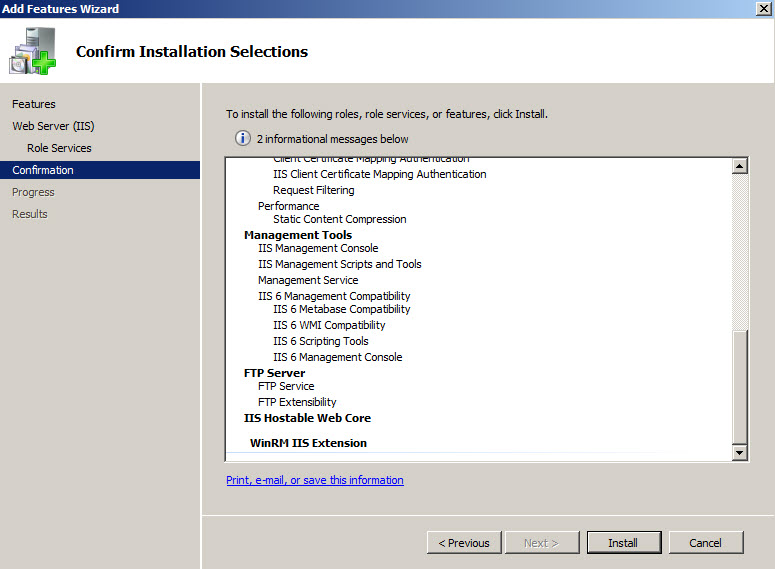 Add Features Wizard
Confirm Installation Selections
Features
Web Server (IIS)
Role Services
Confirmation
Progress
Results
To install the following roles, role services, or features, click Install.
2 informational messages below
Client Certificate Mapping Authentication
IIS Client Certificate Mapping Authentication
Request Filtering
Performance
Static Content Compression
Management Tools
IIS Management Console
IIS Management Scripts and Tools
Management Service
IIS 6 Management Compatibility
IIS 6 Metabase Compatibility
IIS 6 WMI Compatibility
IIS 6 Scripting Tools
IIS 6 Management Console
FTP Server
FTP Service
FTP Extensibility
IIS Hostable Web Core
WinRM IIS Extension
Print, e-mail, or save this information
< Previous
Next >
Install
Cancel